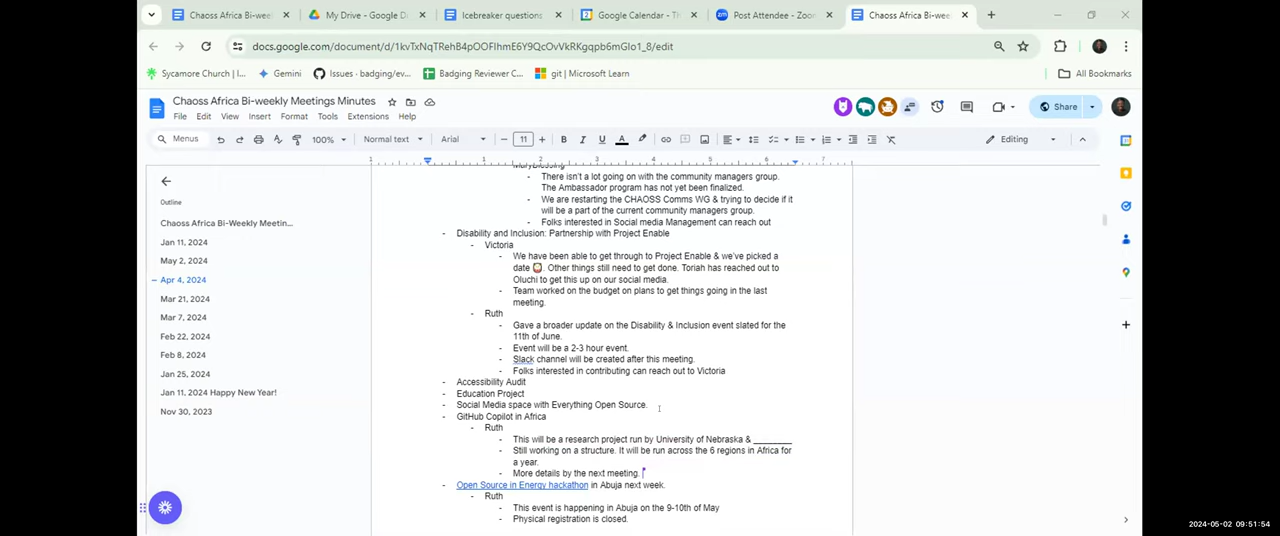 Chaoss Africa Bi-wee
My Drive - Google D
Icebreaker questions
Google Calendar - Th
Post Attendee - Zoo
Chaoss Africa Bi-wee
docs.google.com/document/d/1kvTxNqTRehB4pOOFIhmE6Y9QcOvVkRKgqpb6mGIo1_8/edit
Sycamore Church | I...
Gemini
Issues · badging/ev...
Badging Reviewer C...
git | Microsoft Learn
All Bookmarks
Chaoss Africa Bi-weekly Meetings Minutes
File Edit View Insert Format Tools Extensions Help
Share
Menus
100%
Normal text
Arial
11
Editing
1 1 2 3 4 5 6 7
Outline
Chaoss Africa Bi-Weekly Meetin...
Jan 11, 2024
May 2, 2024
Apr 4, 2024
Mar 21, 2024
Mar 7, 2024
Feb 22, 2024
Feb 8, 2024
Jan 25, 2024
Jan 11, 2024 Happy New Year!
Nov 30, 2023
MaryBlessing
- There isn't a lot going on with the community managers group.
The Ambassador program has not yet been finalized.
- We are restarting the CHAOSS Comms WG & trying to decide if it
will be a part of the current community managers group.
- Folks interested in Social media Management can reach out
- Disability and Inclusion: Partnership with Project Enable
- Victoria
- We have been able to get through to Project Enable & we've picked a
date. Other things still need to get done. Toriah has reached out to
Oluchi to get this up on our social media.
- Team worked on the budget on plans to get things going in the last
meeting.
- Ruth
- Gave a broader update on the Disability & Inclusion event slated for the
11th of June.
- Event will be a 2-3 hour event.
- Slack channel will be created after this meeting.
- Folks interested in contributing can reach out to Victoria
- Accessibility Audit
- Education Project
- Social Media space with Everything Open Source.
- GitHub Copilot in Africa
- Ruth
- This will be a research project run by University of Nebraska & ________
- Still working on a structure. It will be run across the 6 regions in Africa for
a year.
- More details by the next meeting.
- Open Source in Energy hackathon in Abuja next week.
- Ruth
- This event is happening in Abuja on the 9-10th of May
- Physical registration is closed.
2024-05-02 09:51:54